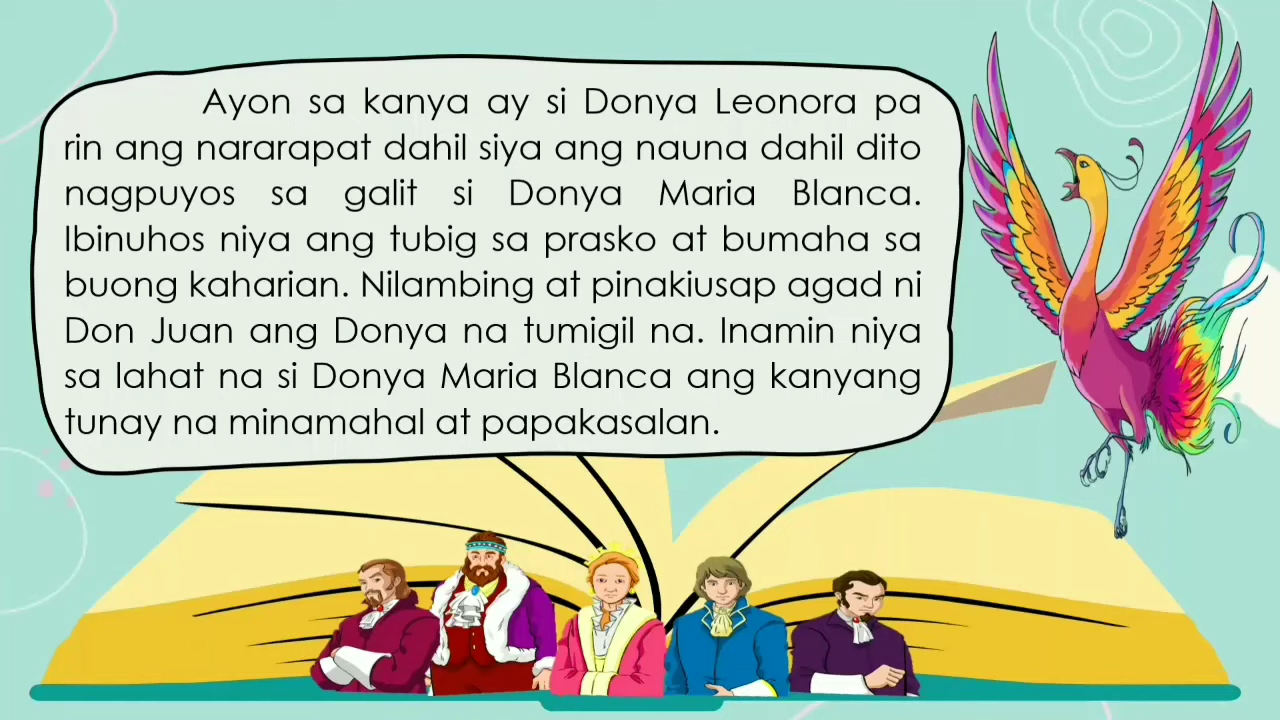 Ayon sa kanya ay si Donya Leonora pa
rin ang nararapat dahil siya ang nauna dahil dito
nagpuyos sa galit si Donya Maria Blanca.
Ibinuhos niya ang tubig sa prasko at bumaha sa
buong kaharian. Nilambing at pinakiusap agad ni
Don Juan ang Donya na tumigil na. Inamin niya
sa lahat na si Donya Maria Blanca ang kanyang
tunay na minamahal at papakasalan.